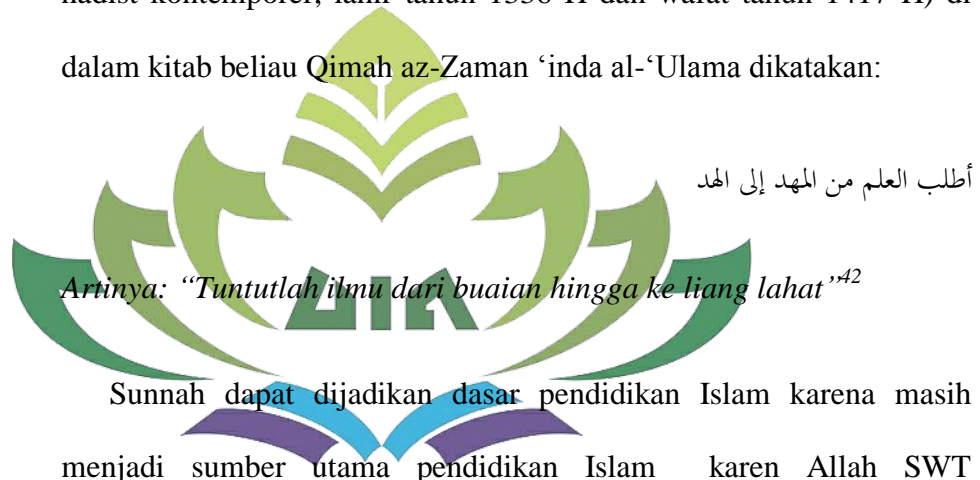 hadist kontemporer, lahir tahun 1336 H dan wafat tahun 1417 H) di
dalam kitab beliau Qimah az-Zaman ‘inda al-‘Ulama dikatakan:
أطلب العلم من المهد إلى الهد
Artinya: “Tuntutlah ilmu dari buaian hingga ke liang lahat”42
UIN
Sunnah dapat dijadikan dasar pendidikan Islam karena masih
menjadi sumber utama pendidikan Islam karen Allah SWT